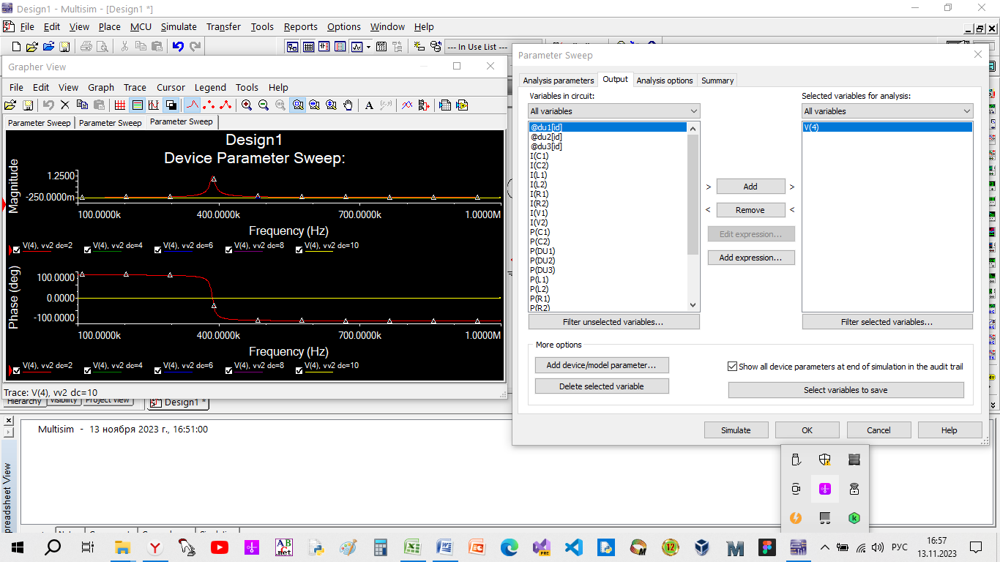 Design1 - Multisim - [Design1 *]
File Edit View Place MCU Simulate Transfer Tools Reports Options Window Help
--- In Use List ---
Grapher View
File Edit View Graph Trace Cursor Legend Tools Help
Parameter Sweep Parameter Sweep Parameter Sweep
Design1
Device Parameter Sweep:
Magnitude
1.2500
-250.0000m
100.0000k 400.0000k 700.0000k 1.0000M
Frequency (Hz)
V(4), vv2 dc=2 V(4), vv2 dc=4 V(4), vv2 dc=6 V(4), vv2 dc=8 V(4), vv2 dc=10
Phase (deg)
100.0000
0.0000
-100.0000
100.0000k 400.0000k 700.0000k 1.0000M
Frequency (Hz)
V(4), vv2 dc=2 V(4), vv2 dc=4 V(4), vv2 dc=6 V(4), vv2 dc=8 V(4), vv2 dc=10
Trace: V(4), vv2 dc=10
Hierarchy Visibility Project View Design1 *
Multisim - 13 ноября 2023 г., 16:51:00
preadsheet View
Parameter Sweep
Analysis parameters Output Analysis options Summary
Variables in circuit:
All variables
@du1[id]
@du2[id]
@du3[id]
I(C1)
I(C2)
I(L1)
I(L2)
I(R1)
I(R2)
I(V1)
I(V2)
P(C1)
P(C2)
P(DU1)
P(DU2)
P(DU3)
P(L1)
P(L2)
P(R1)
P(R2)
Filter unselected variables...
> Add >
< Remove <
Edit expression...
Add expression...
Selected variables for analysis:
All variables
V(4)
Filter selected variables...
More options
Add device/model parameter...
Delete selected variable
Show all device parameters at end of simulation in the audit trail
Select variables to save
Simulate OK Cancel Help
AB
.net
PRE
12
РУС
16:57
13.11.2023